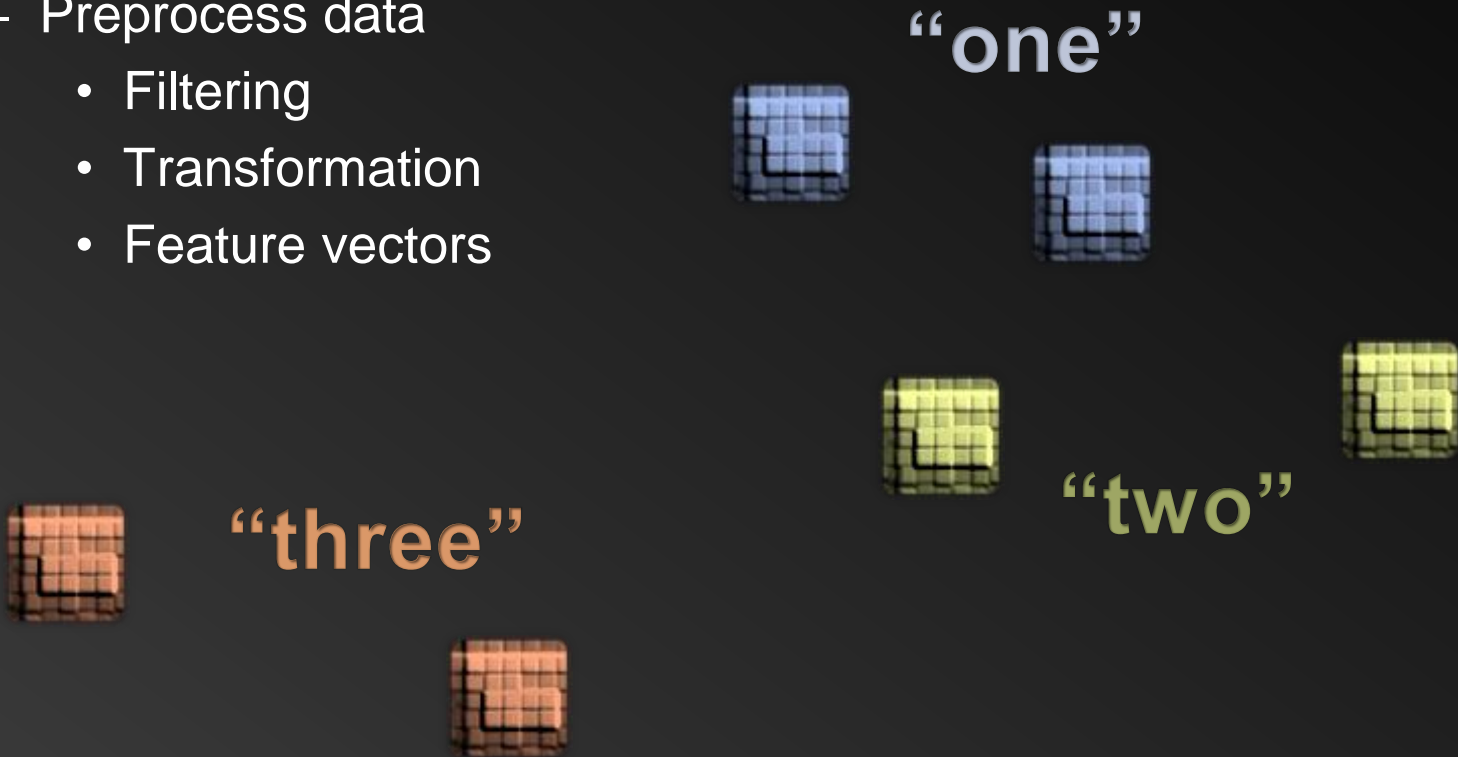 – Preprocess data
• Filtering
• Transformation
• Feature vectors
“one”
“two”
“three”